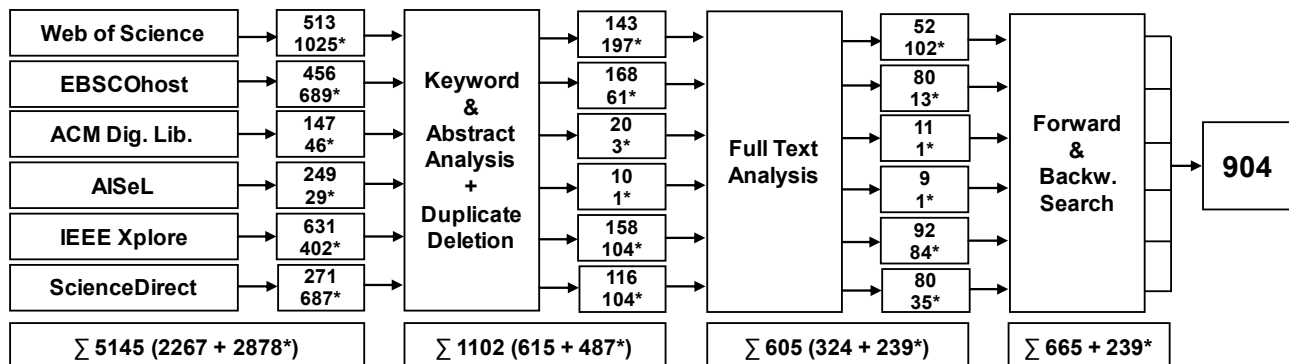 Web of Science
513
1025*
EBSCOhost
456
689*
ACM Dig. Lib.
147
46*
AISeL
249
29*
IEEE Xplore
631
402*
ScienceDirect
271
687*
∑ 5145 (2267 + 2878*)
Keyword
&
Abstract
Analysis
+
Duplicate
Deletion
143
197*
168
61*
20
3*
10
1*
158
104*
116
104*
∑ 1102 (615 + 487*)
Full Text
Analysis
52
102*
80
13*
11
1*
9
1*
92
84*
80
35*
∑ 605 (324 + 239*)
Forward
&
Backw.
Search
∑ 665 + 239*
904